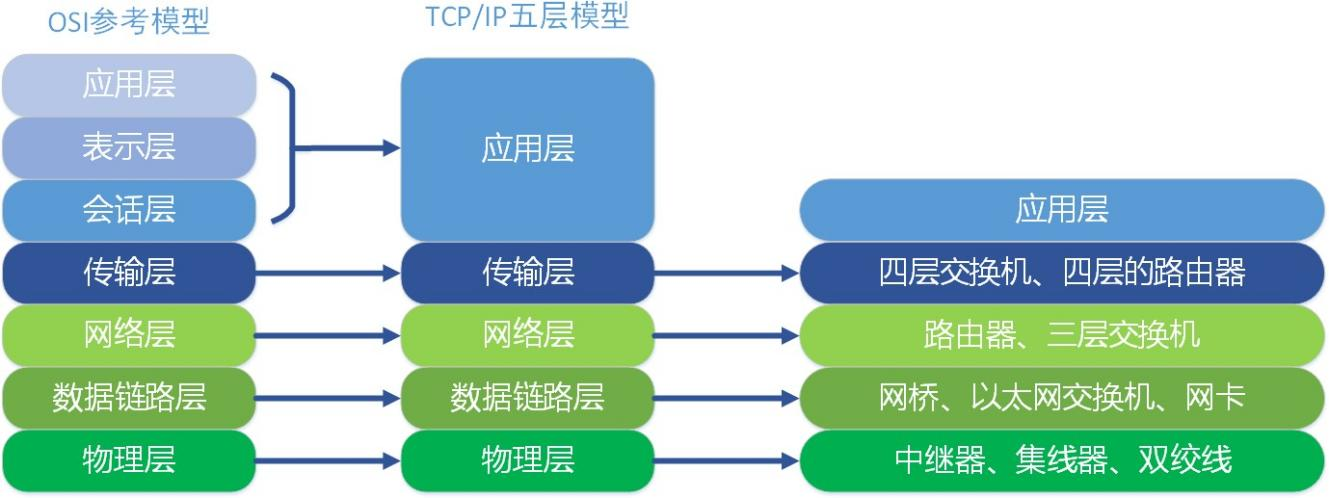 OSI参考模型
TCP/IP五层模型
应用层
表示层
会话层
传输层
网络层
数据链路层
物理层
应用层
传输层
网络层
数据链路层
物理层
应用层
四层交换机、四层的路由器
路由器、三层交换机
网桥、以太网交换机、网卡
中继器、集线器、双绞线